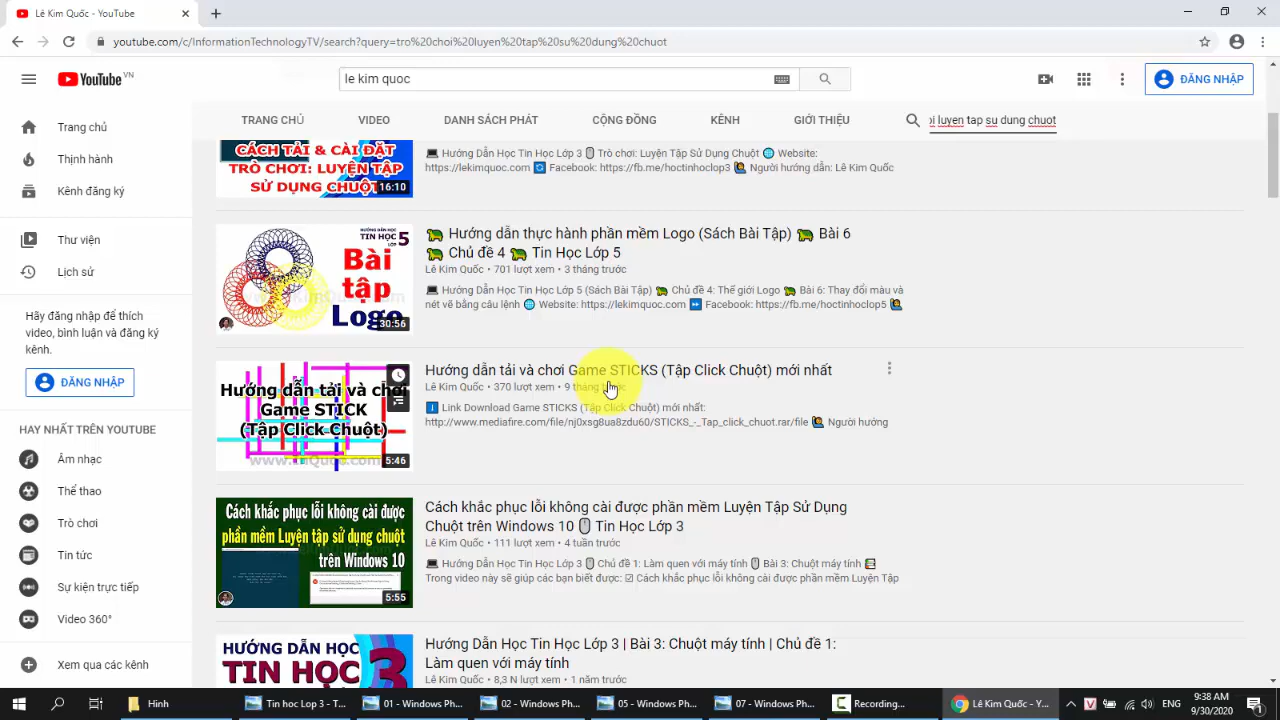 Lê Kim Quốc - YouTube
youtube.com/c/InformationTechnologyTV/search?query=tro%20choi%20luyen%20tap%20su%20dung%20chuot
YouTube VN
le kim quoc
ĐĂNG NHẬP
TRANG CHỦ
VIDEO
DANH SÁCH PHÁT
CỘNG ĐỒNG
KÊNH
GIỚI THIỆU
oi luyen tap su dung chuot
Trang chủ
Thịnh hành
Kênh đăng ký
Thư viện
Lịch sử
Hãy đăng nhập để thích
video, bình luận và đăng ký
kênh.
ĐĂNG NHẬP
HAY NHẤT TRÊN YOUTUBE
Âm nhạc
Thể thao
Trò chơi
Tin tức
Sự kiện trực tiếp
Video 360°
Xem qua các kênh
CÁCH TẢI & CÀI ĐẶT
TRÒ CHƠI: LUYỆN TẬP
SỬ DỤNG CHUỘT
16:10
Hướng Dẫn Học Tin Học Lớp 3 Trò chơi: Luyện Tập Sử Dụng Chuột Website:
https://lekimquoc.com Facebook: https://fb.me/hoctinhoclop3 Người hướng dẫn: Lê Kim Quốc
HƯỚNG DẪN HỌC
TIN HỌC LỚP 5
Bài
tập
Logo
30:56
Hướng dẫn thực hành phần mềm Logo (Sách Bài Tập) Bài 6
Chủ đề 4 Tin Học Lớp 5
Lê Kim Quốc • 701 lượt xem • 3 tháng trước
Hướng Dẫn Học Tin Học Lớp 5 (Sách Bài Tập) Chủ đề 4: Thế giới Logo Bài 6: Thay đổi màu và
nét vẽ bằng câu lệnh Website: https://lekimquoc.com Facebook: https://fb.me/hoctinhoclop5
Hướng dẫn tải và chơi
Game STICK
(Tập Click Chuột)
5:46
Hướng dẫn tải và chơi Game STICKS (Tập Click Chuột) mới nhất
Lê Kim Quốc • 370 lượt xem • 9 tháng trước
Link Download Game STICKS (Tập Click Chuột) mới nhất:
http://www.mediafire.com/file/nj0xsg8ua8zdu60/STICKS_-_Tap_click_chuot.rar/file Người hướng
Cách khắc phục lỗi không cài được
phần mềm Luyện tập sử dụng chuột
trên Windows 10
5:55
Cách khắc phục lỗi không cài được phần mềm Luyện Tập Sử Dụng
Chuột trên Windows 10 Tin Học Lớp 3
Lê Kim Quốc • 111 lượt xem • 4 tuần trước
Hướng Dẫn Học Tin Học Lớp 3 Chủ đề 1: Làm quen với máy tính Bài 3: Chuột máy tính
Trong video này giúp các bạn biết được: Cách khắc phục lỗi không cài được phần mềm Luyện Tập
HƯỚNG DẪN HỌC
TIN HỌC 3
Hướng Dẫn Học Tin Học Lớp 3 | Bài 3: Chuột máy tính | Chủ đề 1:
Làm quen với máy tính
Lê Kim Quốc • 8,3 N lượt xem • 1 năm trước
Hinh
Tin hoc Lop 3 - T...
01 - Windows Ph...
02 - Windows Ph...
05 - Windows Ph...
07 - Windows Ph...
Recording...
Lê Kim Quốc - Yo...
V
ENG
9:38 AM
9/30/2020